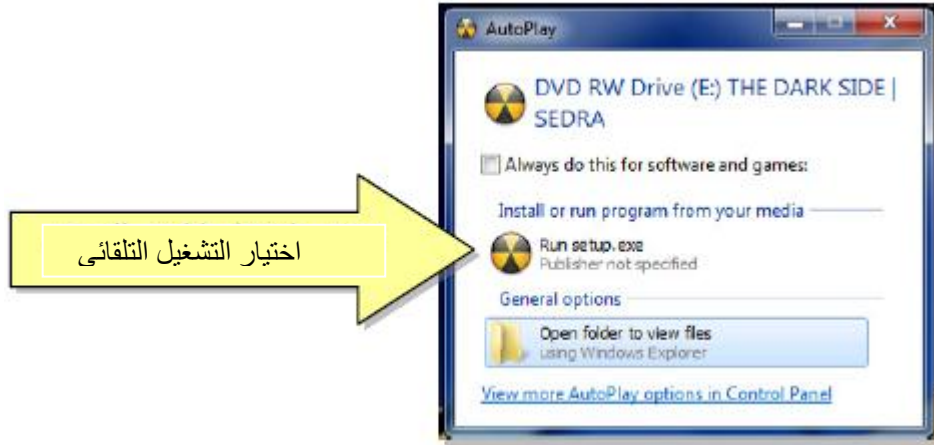 AutoPlay
DVD RW Drive (E:) THE DARK SIDE |
SEDRA
Always do this for software and games:
Install or run program from your media
Run setup.exe
Publisher not specified
General options
Open folder to view files
using Windows Explorer
View more AutoPlay options in Control Panel
اختيار التشغيل التلقائى